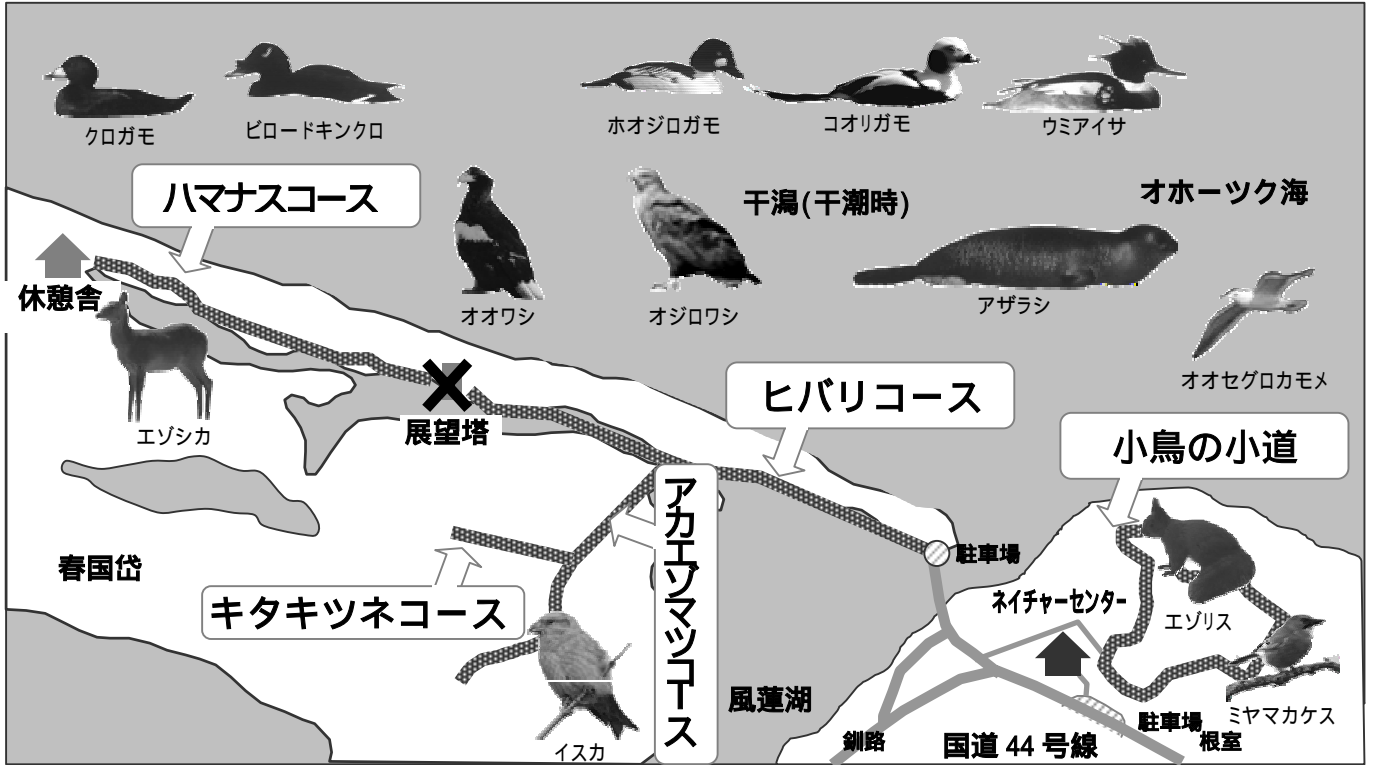 クロガモ
ビロードキンクロ
ホオジロガモ
コオリガモ
ウミアイサ
ハマナスコース
干潟(干潮時)
オホーツク海
休憩舎
オオワシ
オジロワシ
アザラシ
オオセグロカモメ
エゾシカ
展望塔
ヒバリコース
小鳥の小道
アカエゾマツコース
春国岱
キタキツネコース
駐車場
ネイチャーセンター
エゾリス
イスカ
風蓮湖
釧路
国道 44 号線
駐車場
根室
ミヤマカケス